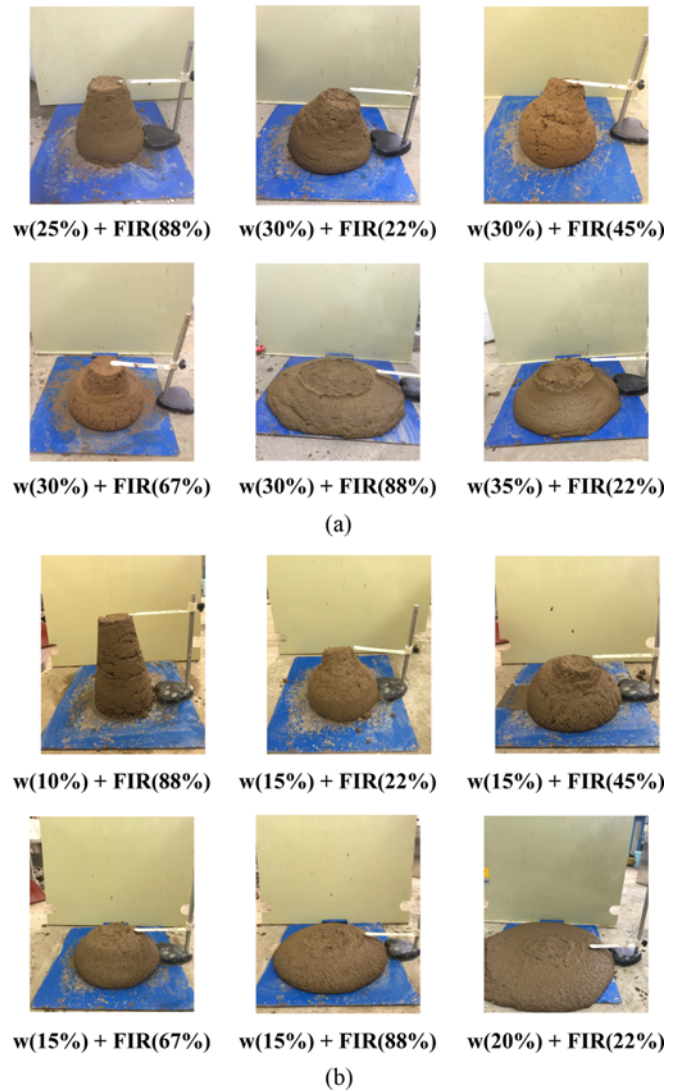 w(25%) + FIR(88%) w(30%) + FIR(22%) w(30%) + FIR(45%)
w(30%) + FIR(67%) w(30%) + FIR(88%) w(35%) + FIR(22%)
(a)
w(10%) + FIR(88%) w(15%) + FIR(22%) w(15%) + FIR(45%)
w(15%) + FIR(67%) w(15%) + FIR(88%) w(20%) + FIR(22%)
(b)